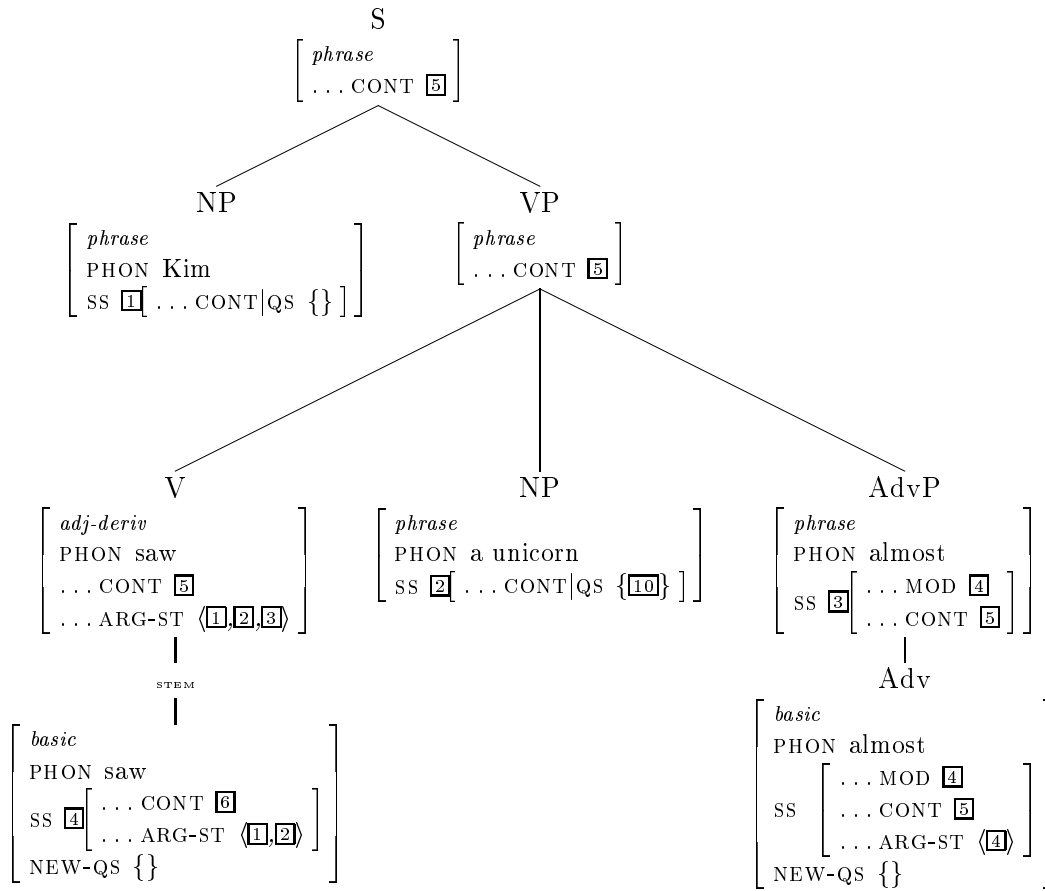 S
phrase
...CONT 5
NP VP
phrase
PHON Kim
SS 1[ ...CONT|QS {} ]
phrase
...CONT 5
V NP AdvP
adj-deriv
PHON saw
...CONT 5
...ARG-ST ⟨1,2,3⟩
phrase
PHON a unicorn
SS 2[ ...CONT|QS {10} ]
phrase
PHON almost
SS 3[ ...MOD 4
...CONT 5 ]
STEM
Adv
basic
PHON saw
SS 4[ ...CONT 6
...ARG-ST ⟨1,2⟩ ]
NEW-QS {}
basic
PHON almost
SS [ ...MOD 4
...CONT 5
...ARG-ST ⟨4⟩ ]
NEW-QS {}